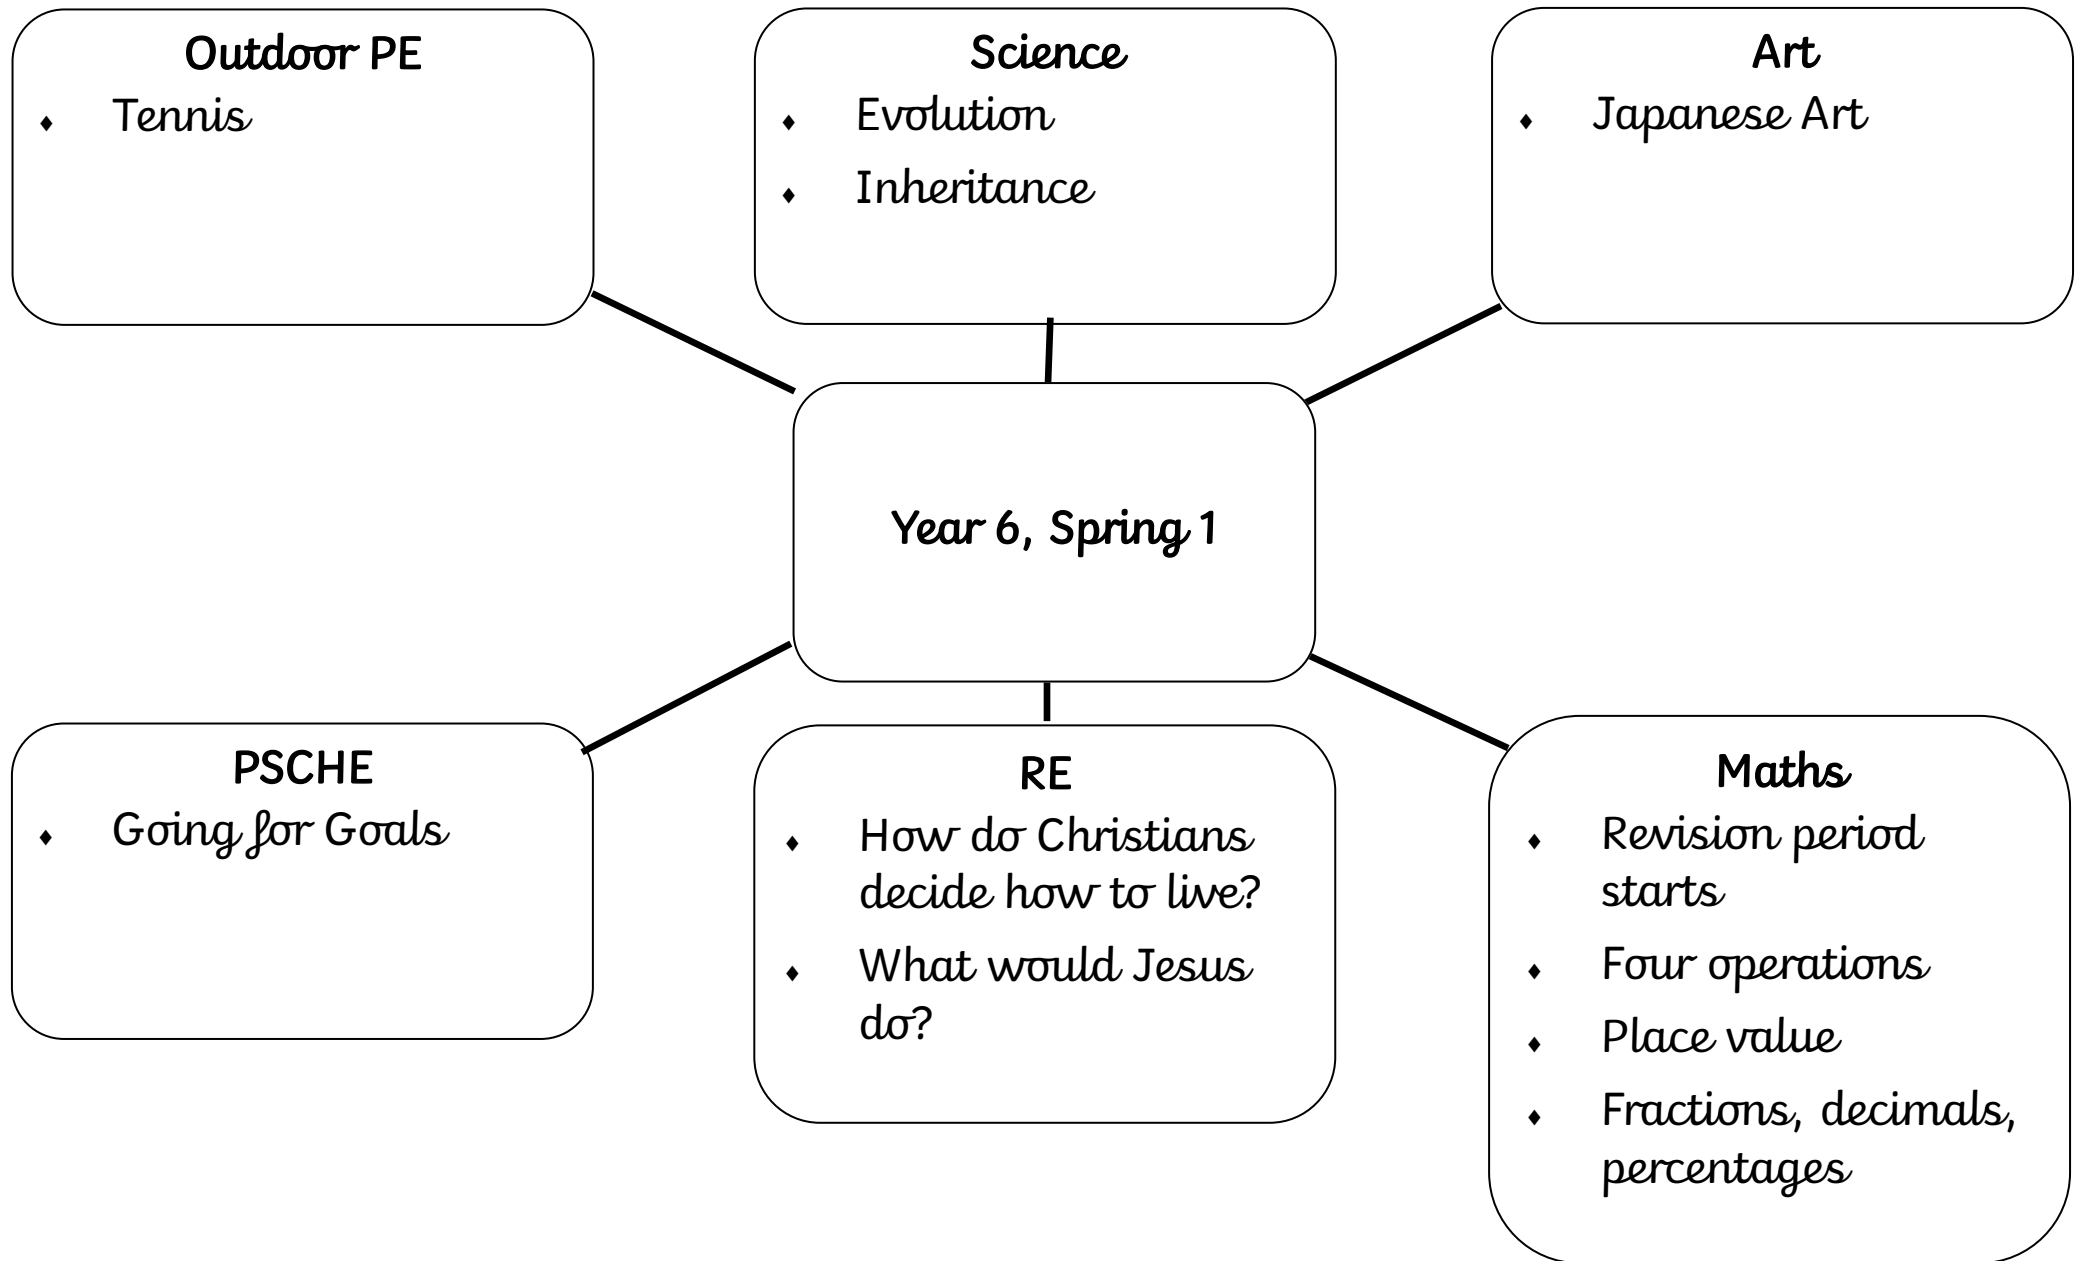 Outdoor PE
♦ Tennis
Science
♦ Evolution
♦ Inheritance
Art
♦ Japanese Art
Year 6, Spring 1
PSCHE
♦ Going for Goals
RE
♦ How do Christians
decide how to live?
♦ What would Jesus
do?
Maths
♦ Revision period
starts
♦ Four operations
♦ Place value
♦ Fractions, decimals,
percentages